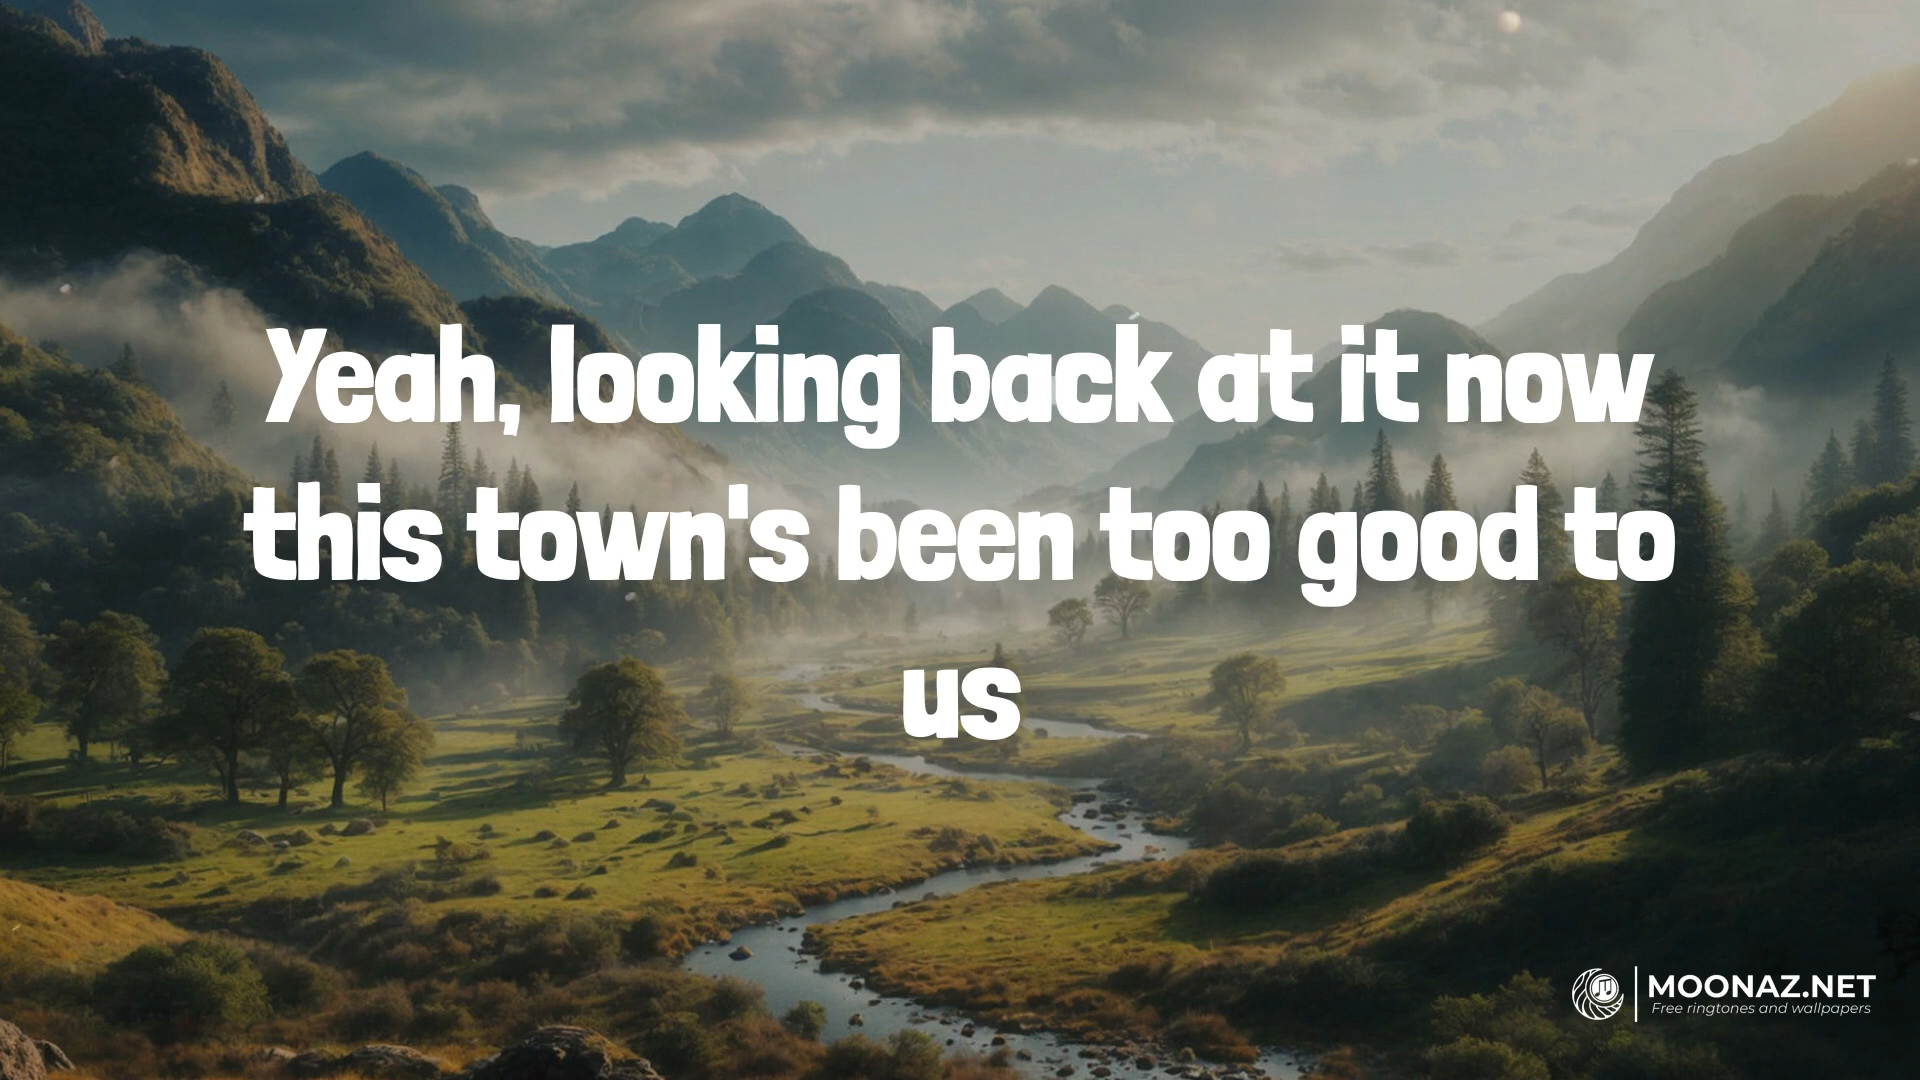 Yeah, looking back at it now
this town's been too good to
us
MOONAZ.NET
Free ringtones and wallpapers